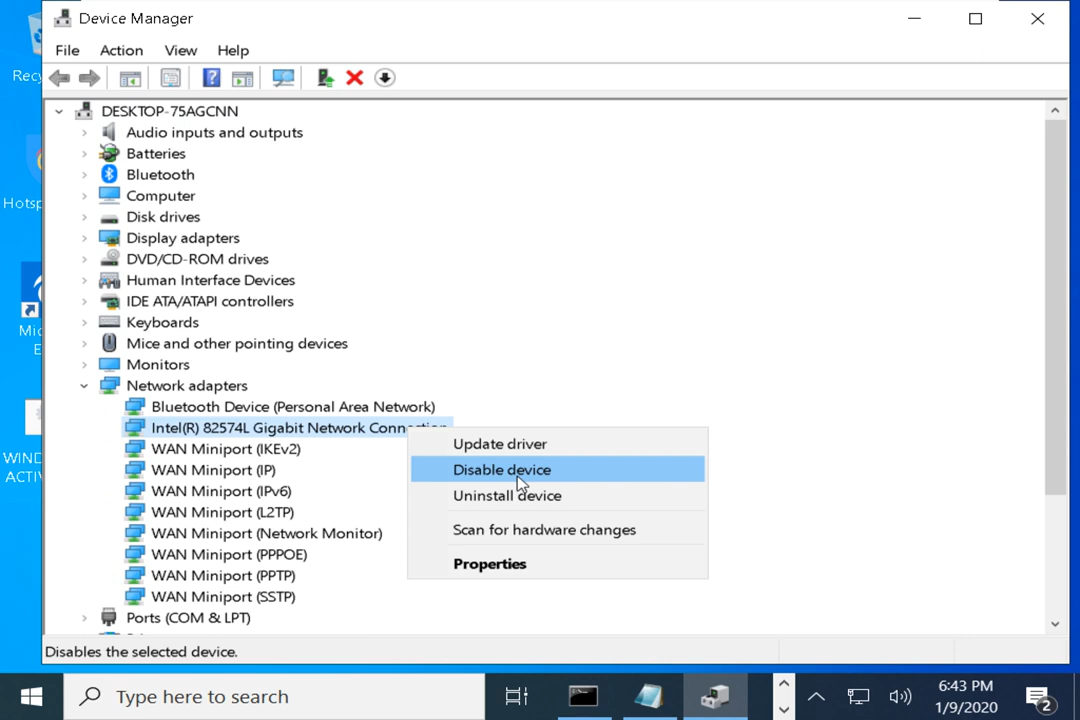 Device Manager
File Action View Help
DESKTOP-75AGCNN
Audio inputs and outputs
Batteries
Bluetooth
Computer
Disk drives
Display adapters
DVD/CD-ROM drives
Human Interface Devices
IDE ATA/ATAPI controllers
Keyboards
Mice and other pointing devices
Monitors
Network adapters
Bluetooth Device (Personal Area Network)
Intel(R) 82574L Gigabit Network Connection
WAN Miniport (IKEv2)
WAN Miniport (IP)
WAN Miniport (IPv6)
WAN Miniport (L2TP)
WAN Miniport (Network Monitor)
WAN Miniport (PPPOE)
WAN Miniport (PPTP)
WAN Miniport (SSTP)
Ports (COM & LPT)
Update driver
Disable device
Uninstall device
Scan for hardware changes
Properties
Disables the selected device.
Recy
Hotsp
Mic
E
WIND
ACTIV
Type here to search
6:43 PM
1/9/2020
2